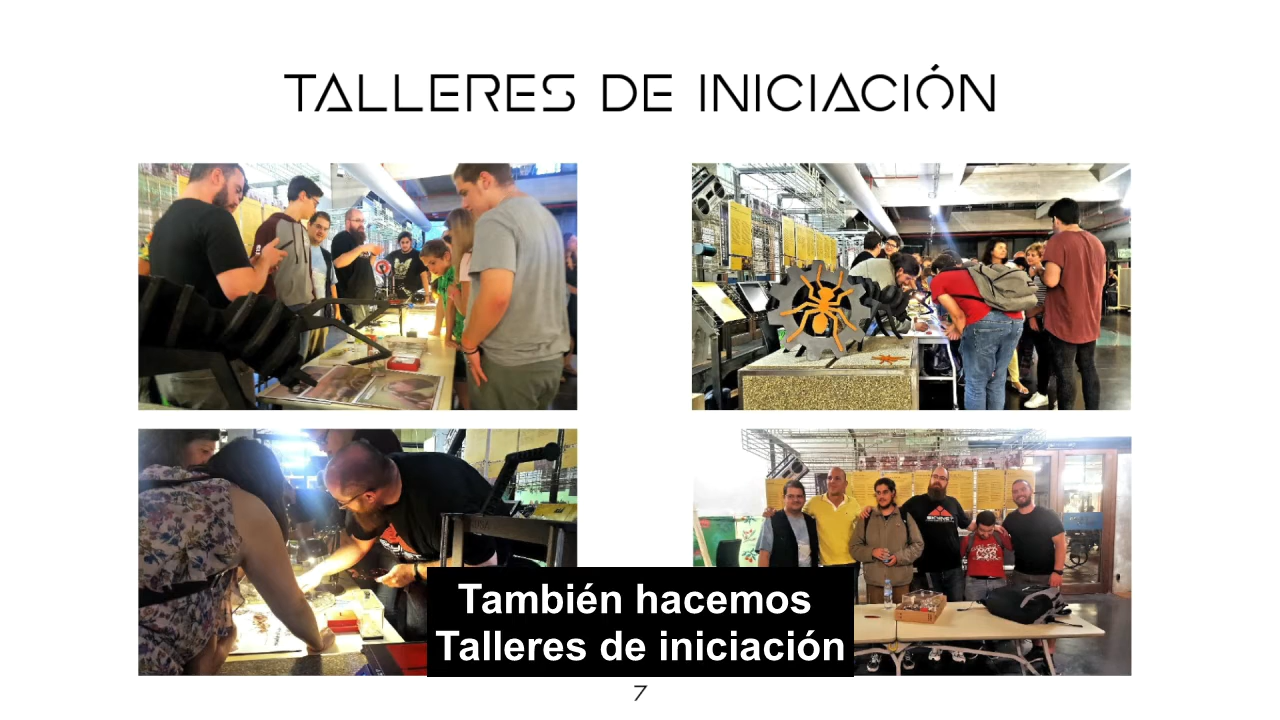 TALLERES DE INICIACIÓN
También hacemos
Talleres de iniciación
7